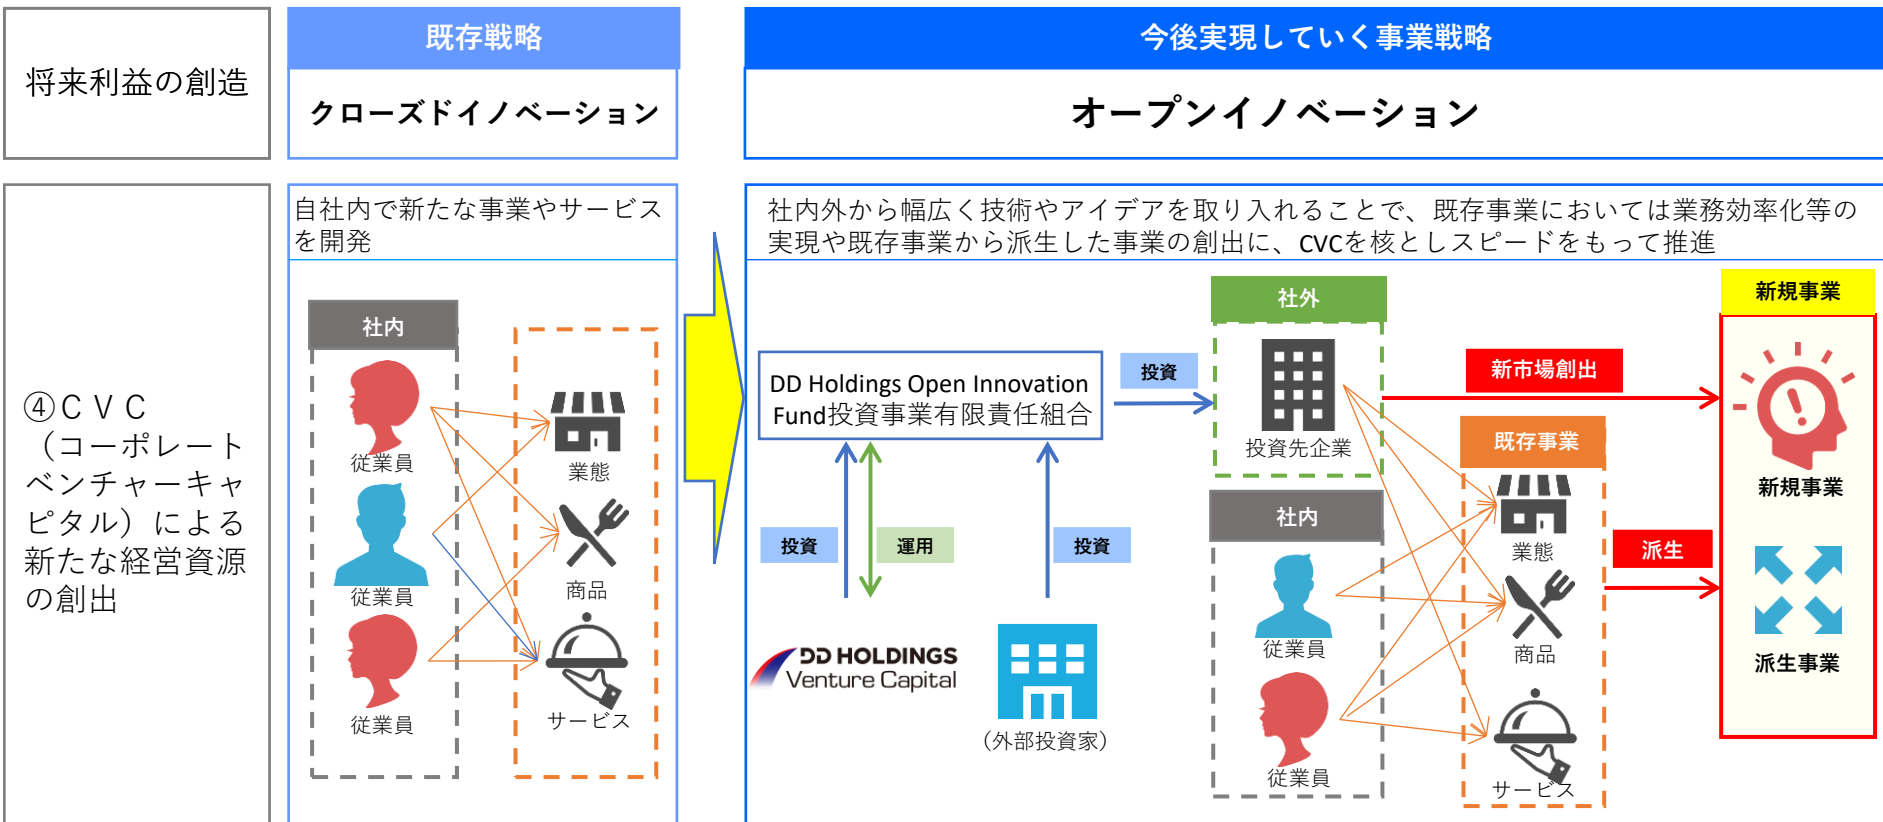 将来利益の創造
既存戦略
クローズドイノベーション
今後実現していく事業戦略
オープンイノベーション
④ＣＶＣ
（コーポレート
ベンチャーキャ
ピタル）による
新たな経営資源
の創出
自社内で新たな事業やサービス
を開発
社内
従業員
従業員
従業員
業態
商品
サービス
社内外から幅広く技術やアイデアを取り入れることで、既存事業においては業務効率化等の
実現や既存事業から派生した事業の創出に、CVCを核としスピードをもって推進
DD Holdings Open Innovation
Fund投資事業有限責任組合
投資
運用
投資
DD HOLDINGS
Venture Capital
（外部投資家）
投資
社外
投資先企業
社内
従業員
従業員
新市場創出
既存事業
業態
商品
サービス
派生
新規事業
新規事業
派生事業